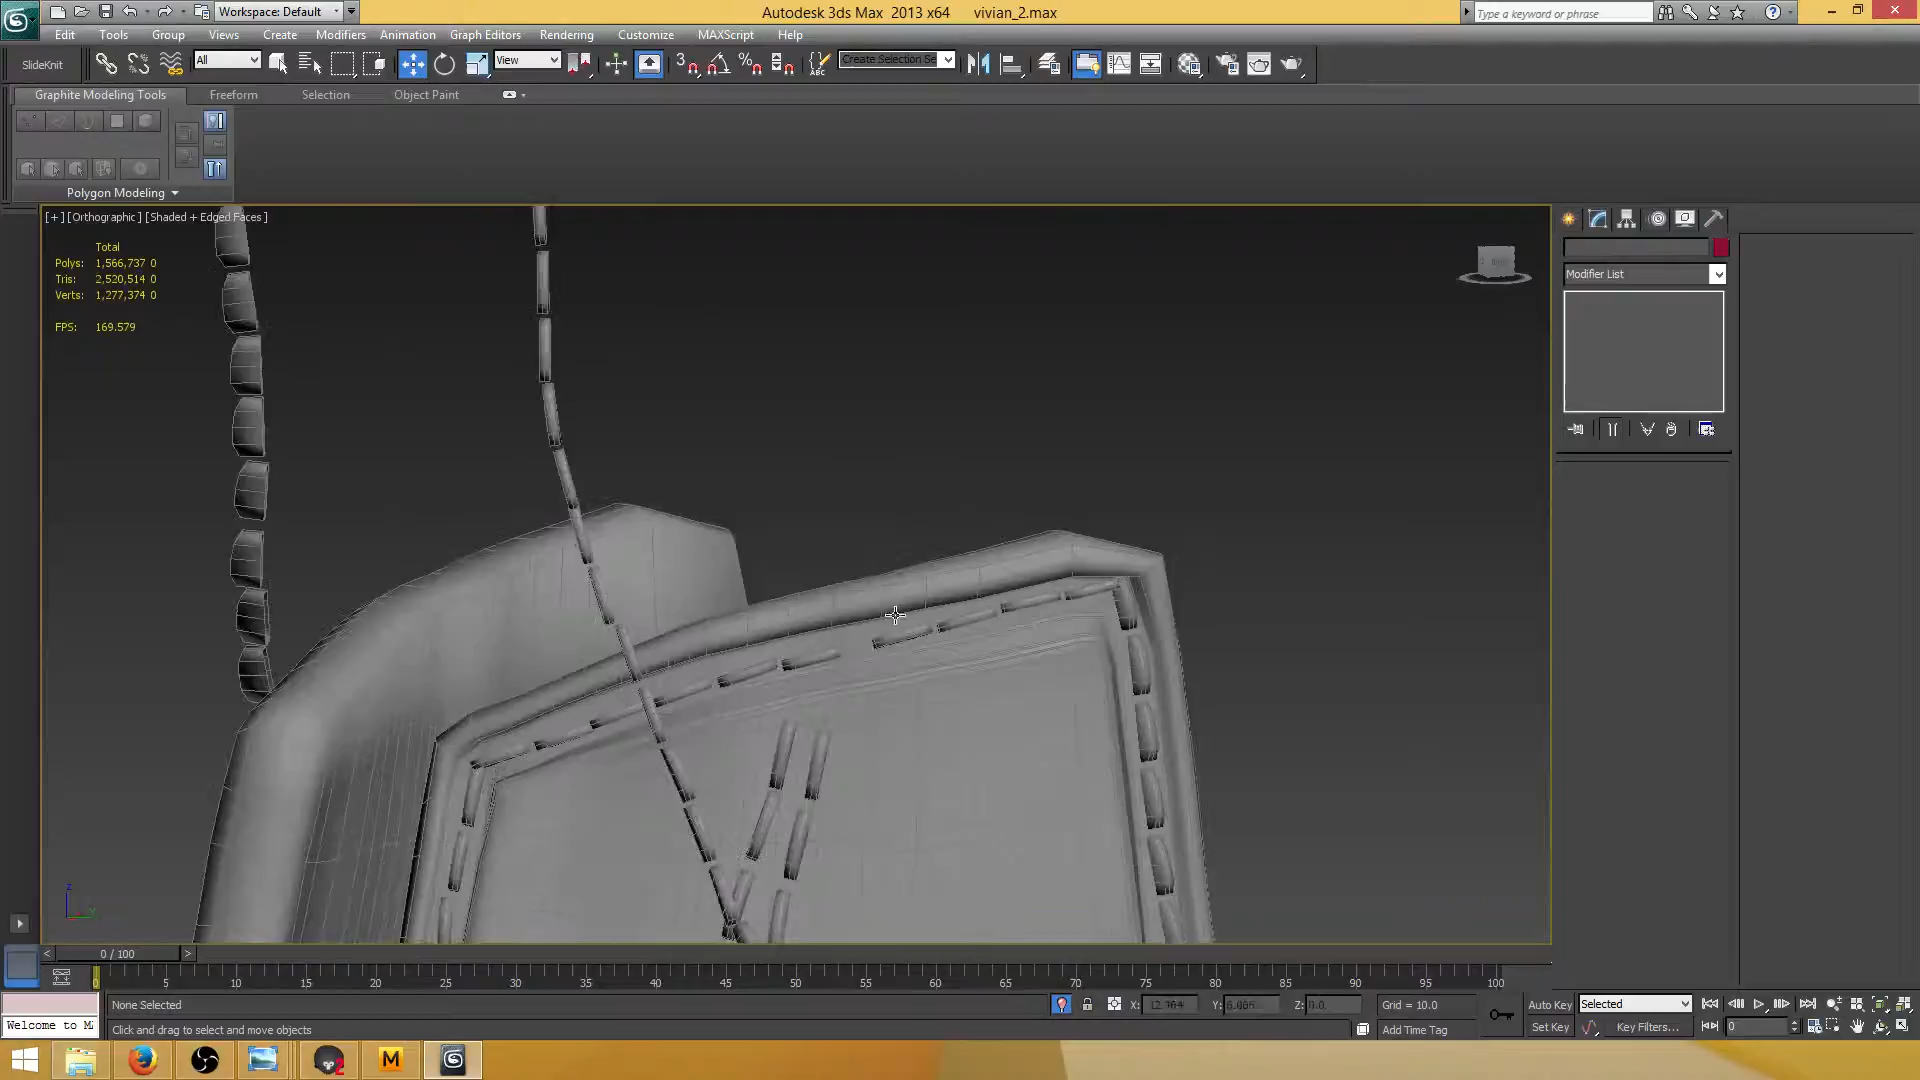 Workspace: Default
Autodesk 3ds Max 2013 x64 vivian_2.max
Type a keyword or phrase
Edit Tools Group Views Create Modifiers Animation Graph Editors Rendering Customize MAXScript Help
SlideKnit All View 3 Create Selection Se
Graphite Modeling Tools Freeform Selection Object Paint
Polygon Modeling
[+] [Orthographic] [Shaded + Edged Faces]
Total
Polys: 1,566,737 0
Tris: 2,520,514 0
Verts: 1,277,374 0
FPS: 169.579
Modifier List
0 / 100
0 5 10 15 20 25 30 35 40 45 50 55 60 65 70 75 80 85 90 95 100
None Selected X: Y: Z: Grid = 10.0 Auto Key Selected
Welcome to M Click and drag to select and move objects Add Time Tag Set Key Key Filters... 0